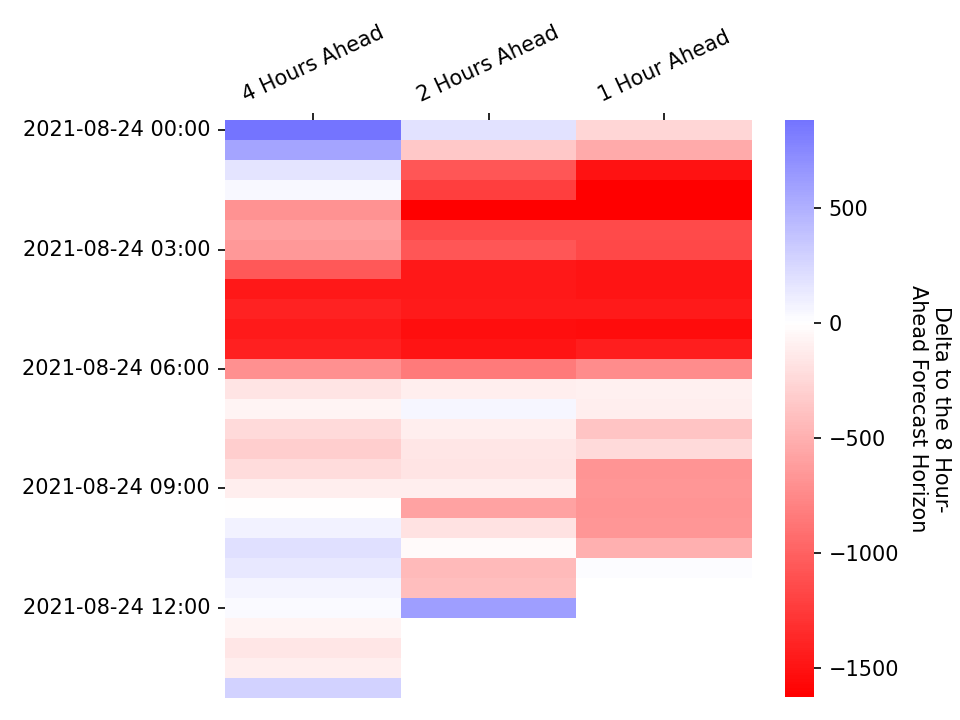 4 Hours Ahead
2 Hours Ahead
1 Hour Ahead
2021-08-24 00:00
2021-08-24 03:00
2021-08-24 06:00
2021-08-24 09:00
2021-08-24 12:00
500
0
−500
−1000
−1500
Delta to the 8 Hour-
Ahead Forecast Horizon